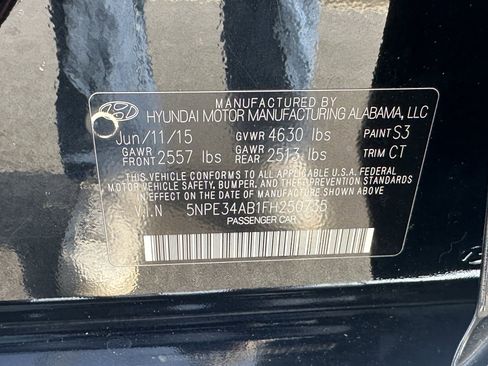 MANUFACTURED BY
HYUNDAI MOTOR MANUFACTURING ALABAMA, LLC
Jun/11/15 GVWR 4630 lbs PAINT S3
GAWR FRONT 2557 lbs GAWR REAR 2513 lbs TRIM CT
THIS VEHICLE CONFORMS TO ALL APPLICABLE U.S.A. FEDERAL
MOTOR VEHICLE SAFETY, BUMPER, AND THEFT PREVENTION STANDARDS
IN EFFECT ON THE DATE OF MANUFACTURE SHOWN ABOVE
V.I.N 5NPE34AB1FH250735
PASSENGER CAR